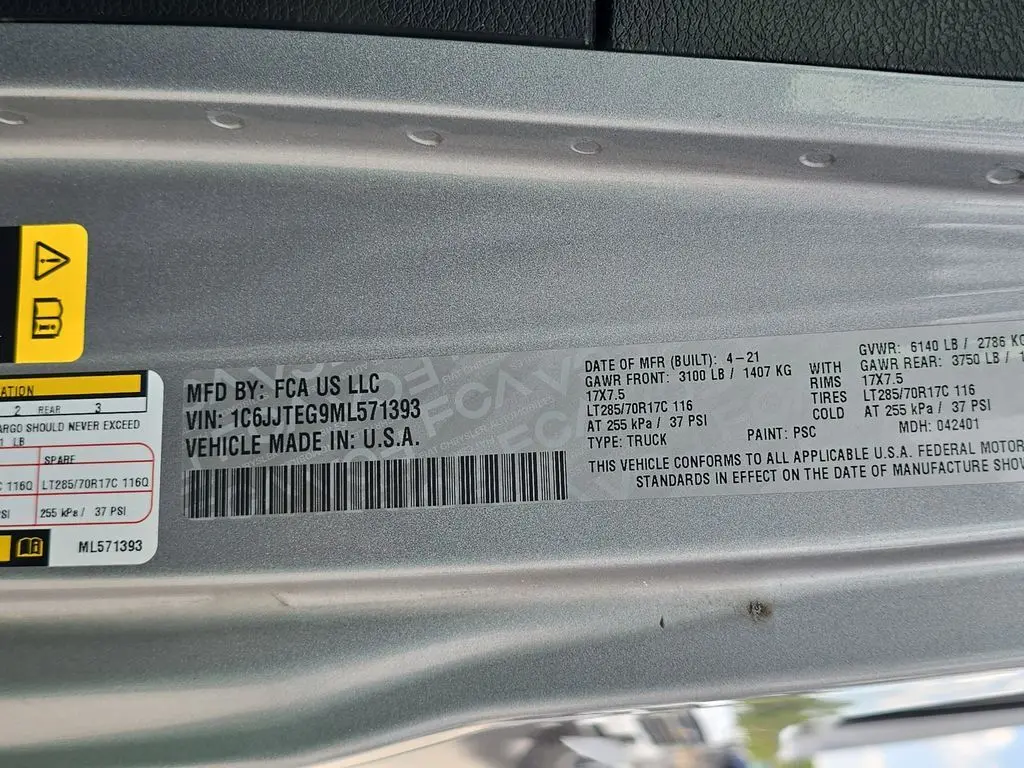 ATION
2 REAR 3
ARGO SHOULD NEVER EXCEED
LB
SPARE
C 116Q LT285/70R17C 116Q
SI 255 kPa / 37 PSI
ML571393
MFD BY: FCA US LLC
VIN: 1C6JJTEG9ML571393
VEHICLE MADE IN: U.S.A.
DATE OF MFR (BUILT): 4-21
GAWR FRONT: 3100 LB / 1407 KG
17X7.5
LT285/70R17C 116
AT 255 kPa / 37 PSI
TYPE: TRUCK
PAINT: PSC
WITH
RIMS
TIRES
COLD
GVWR: 6140 LB / 2786 KG
GAWR REAR: 3750 LB / 1
17X7.5
LT285/70R17C 116
AT 255 kPa / 37 PSI
MDH: 042401
THIS VEHICLE CONFORMS TO ALL APPLICABLE U.S.A. FEDERAL MOTOR
STANDARDS IN EFFECT ON THE DATE OF MANUFACTURE SHOW